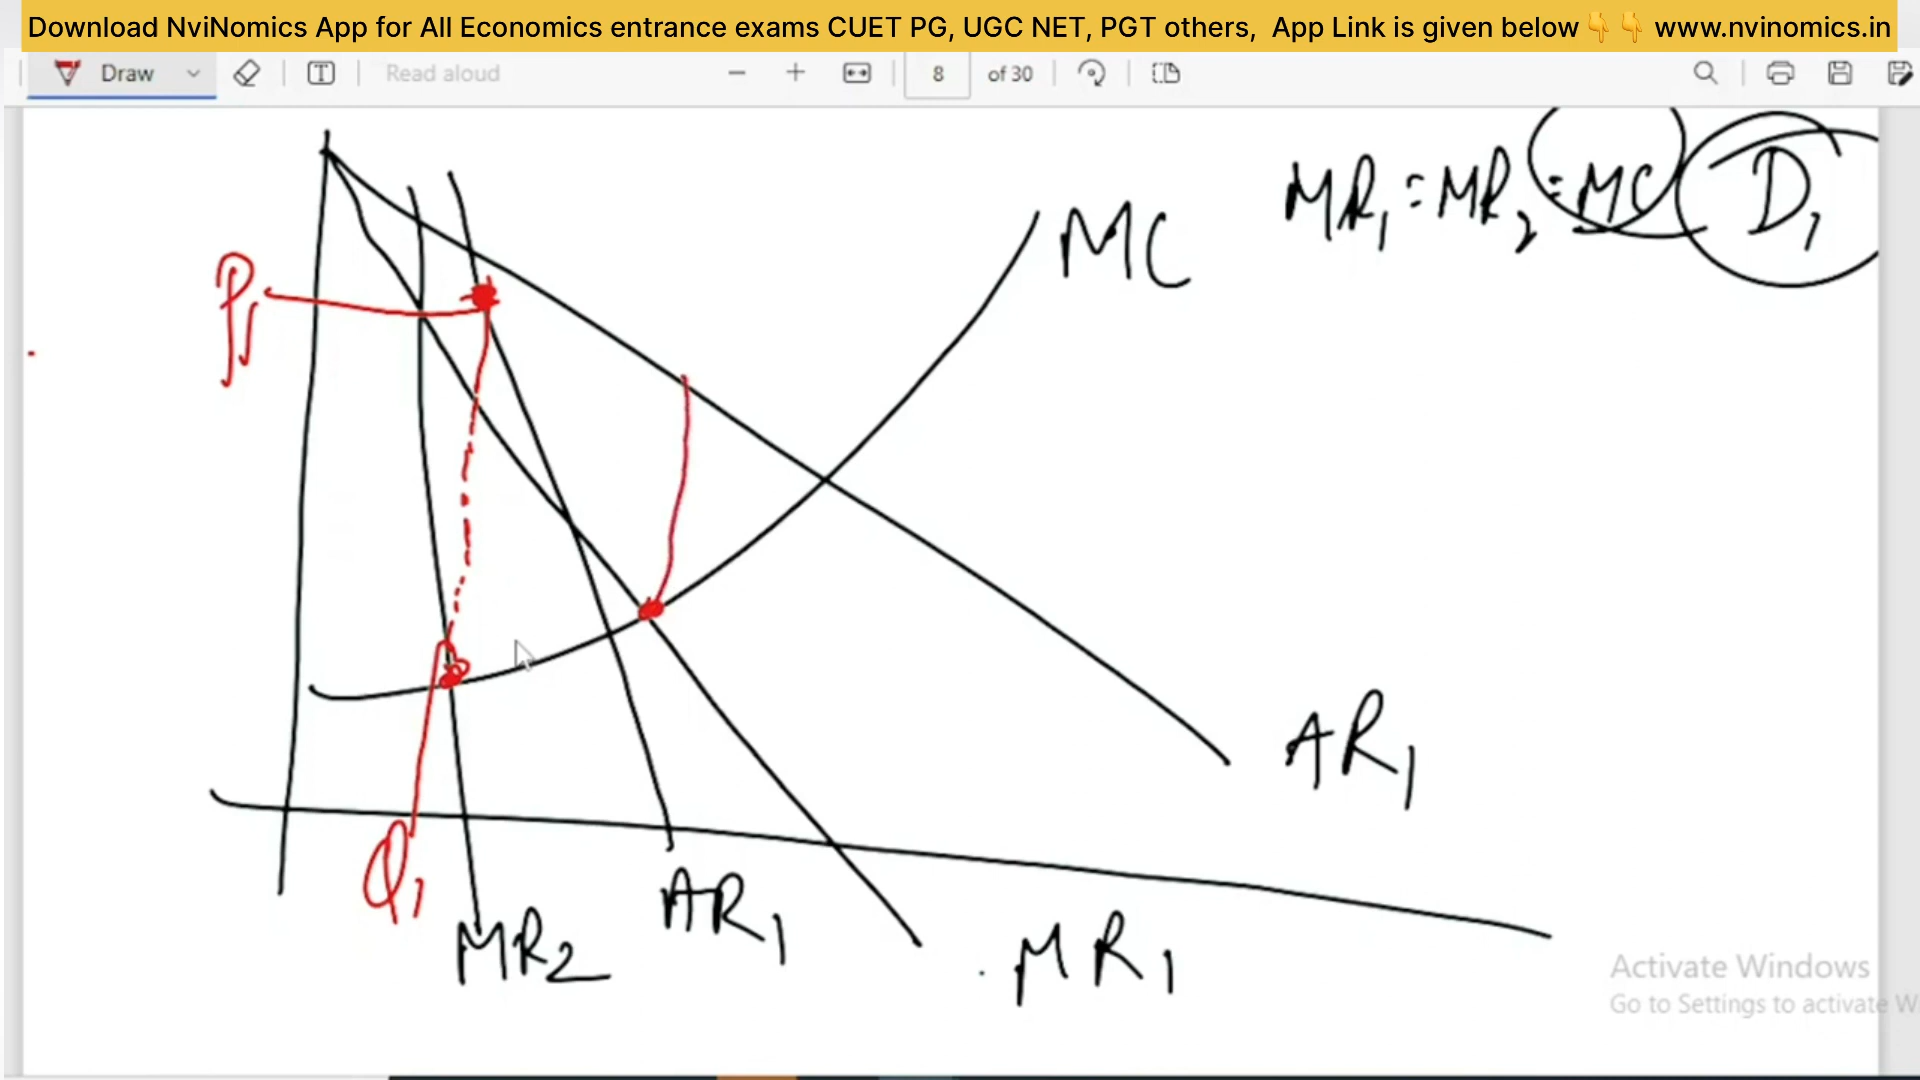 Download NviNomics App for All Economics entrance exams CUET PG, UGC NET, PGT others, App Link is given below👇👇 www.nvinomics.in
Draw
T
Read aloud
8
of 30
MR₁ = MR₂ = MC
D₁
MC
P₁
AR₁
Q₁
AR₁
MR₂
MR₁
Activate Windows
Go to Settings to activate W